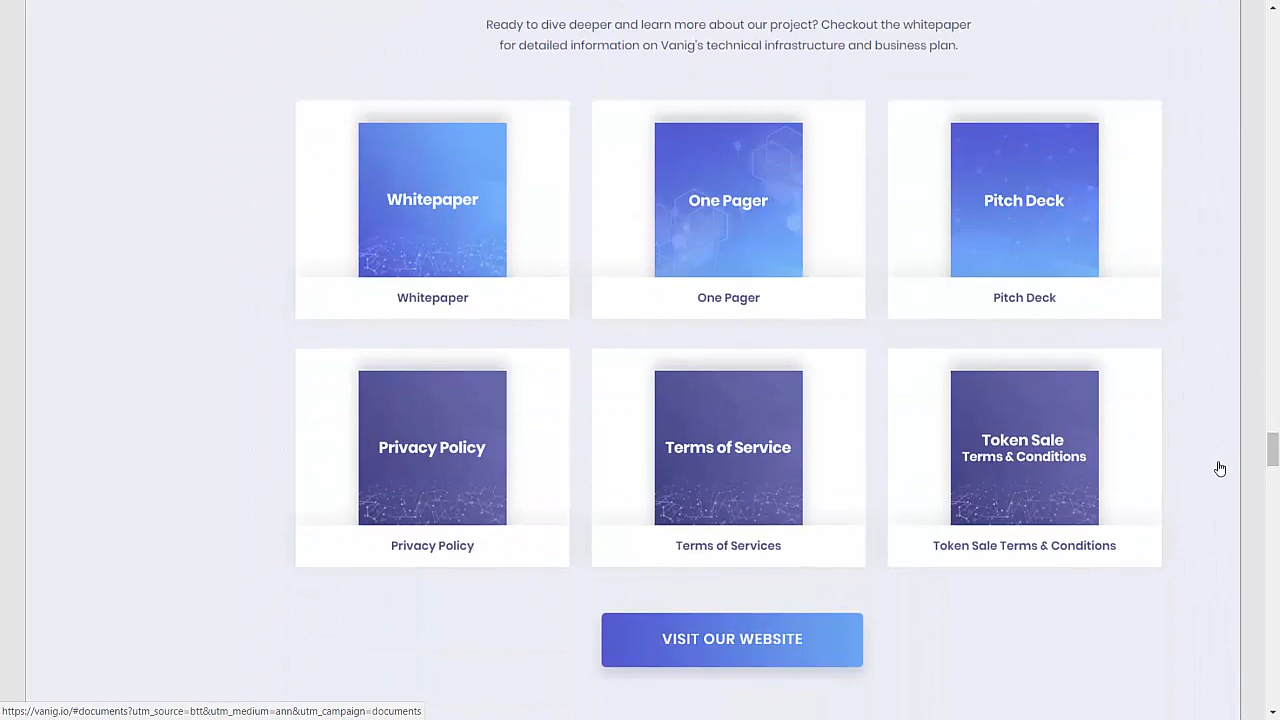 Ready to dive deeper and learn more about our project? Checkout the whitepaper
for detailed information on Vanig's technical infrastructure and business plan.
Whitepaper
One Pager
Pitch Deck
Whitepaper
One Pager
Pitch Deck
Privacy Policy
Terms of Service
Token Sale
Terms & Conditions
Privacy Policy
Terms of Services
Token Sale Terms & Conditions
VISIT OUR WEBSITE
https://vanig.io/#documents?utm_source=btt&utm_medium=ann&utm_campaign=documents